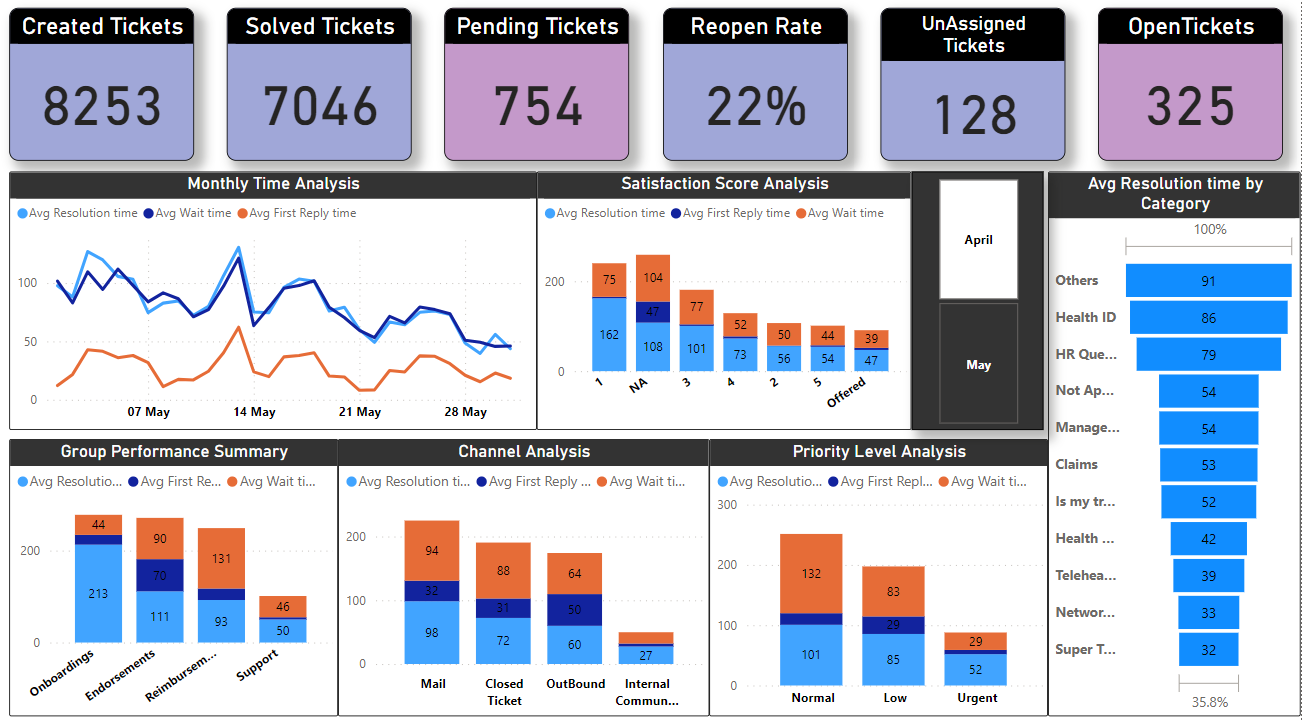 Created Tickets
8253
Solved Tickets
7046
Pending Tickets
754
Reopen Rate
22%
UnAssigned
Tickets
128
OpenTickets
325
Monthly Time Analysis
Avg Resolution time Avg Wait time Avg First Reply time
100
50
0
07 May 14 May 21 May 28 May
Satisfaction Score Analysis
Avg Resolution time Avg First Reply time Avg Wait time
200
0
75 104 77 52 50 44 39
47
162 108 101 73 56 54 47
1 NA 3 4 2 5 Offered
April
May
Avg Resolution time by
Category
100%
Others 91
Health ID 86
HR Que... 79
Not Ap... 54
Manage... 54
Claims 53
Is my tr... 52
Health ... 42
Telehea... 39
Networ... 33
Super T... 32
35.8%
Group Performance Summary
Avg Resolutio... Avg First Re... Avg Wait ti...
200
0
44 90 131 46
70
213 111 93 50
Onboardings Endorsements Reimbursem... Support
Channel Analysis
Avg Resolution ti... Avg First Reply ... Avg Wait ti...
200
100
0
94 88 64
32 31 50
98 72 60 27
Mail Closed OutBound Internal
Ticket Commun...
Priority Level Analysis
Avg Resolutio... Avg First Repl... Avg Wait ti...
300
200
100
0
132 83 29
29
101 85 52
Normal Low Urgent